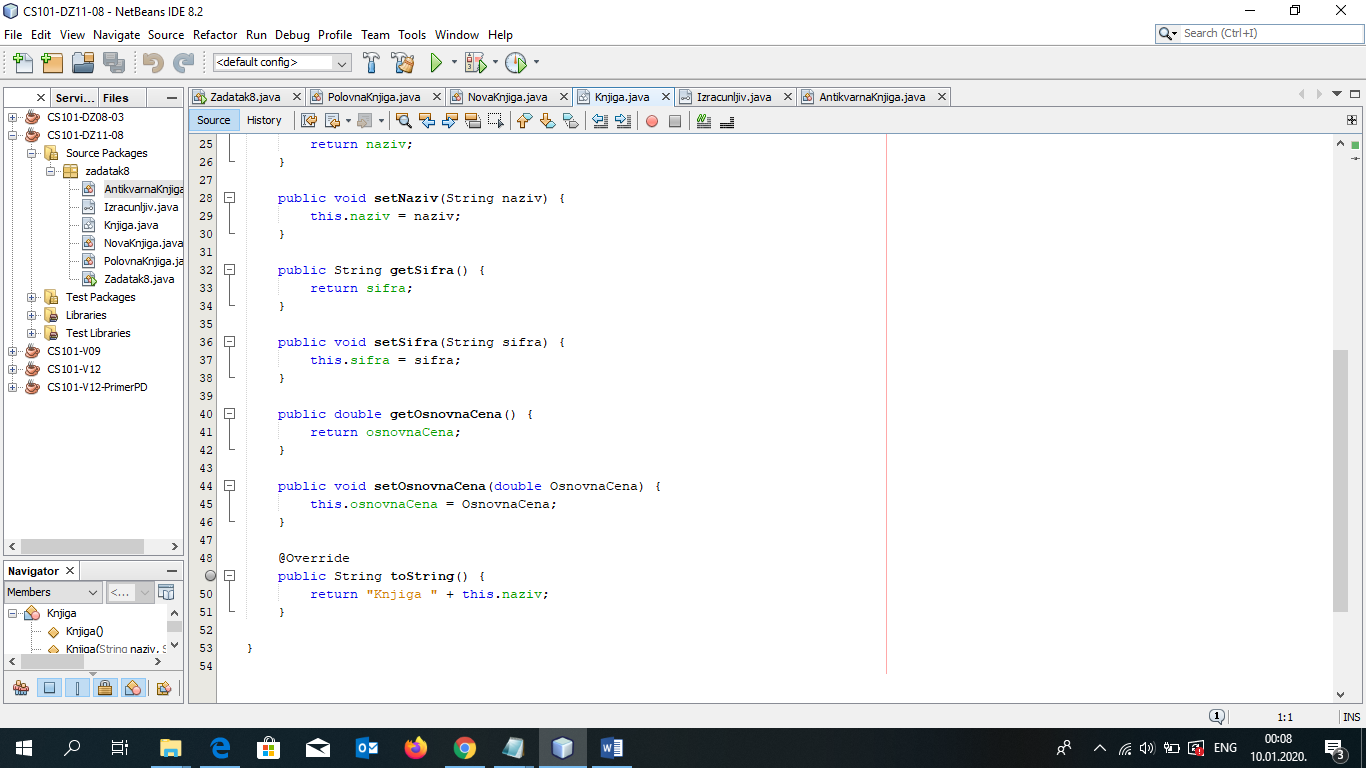 CS101-DZ11-08 - NetBeans IDE 8.2
File Edit View Navigate Source Refactor Run Debug Profile Team Tools Window Help
Search (Ctrl+I)
<default config>
Servi... Files
Zadatak8.java PolovnaKnjiga.java NovaKnjiga.java Knjiga.java Izracunljiv.java AntikvarnaKnjiga.java
Source History
CS101-DZ08-03
CS101-DZ11-08
Source Packages
zadatak8
AntikvarnaKnjiga
Izracunljiv.java
Knjiga.java
NovaKnjiga.java
PolovnaKnjiga.ja
Zadatak8.java
Test Packages
Libraries
Test Libraries
CS101-V09
CS101-V12
CS101-V12-PrimerPD
25 return naziv;
26 }
27
28 public void setNaziv(String naziv) {
29 this.naziv = naziv;
30 }
31
32 public String getSifra() {
33 return sifra;
34 }
35
36 public void setSifra(String sifra) {
37 this.sifra = sifra;
38 }
39
40 public double getOsnovnaCena() {
41 return osnovnaCena;
42 }
43
44 public void setOsnovnaCena(double OsnovnaCena) {
45 this.osnovnaCena = OsnovnaCena;
46 }
47
48 @Override
public String toString() {
50 return "Knjiga " + this.naziv;
51 }
52
53 }
54
Navigator
Members <...
Knjiga
Knjiga()
Knjiga(String naziv, S
1 1:1 INS
ENG
00:08
10.01.2020.
3